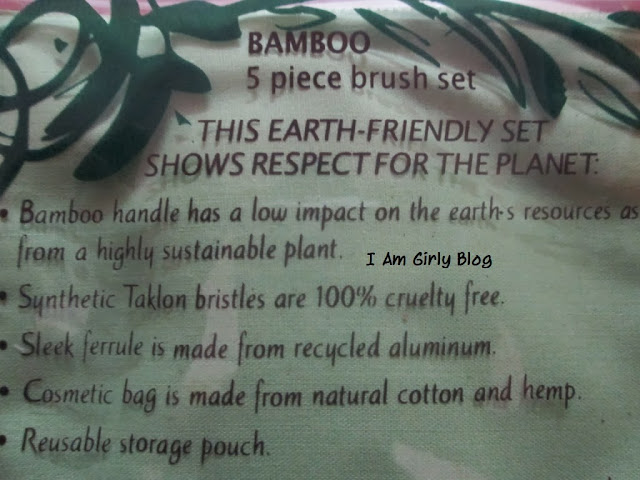 BAMBOO
5 piece brush set
THIS EARTH-FRIENDLY SET
SHOWS RESPECT FOR THE PLANET:
• Bamboo handle has a low impact on the earth's resources as
from a highly sustainable plant.
I Am Girly Blog
• Synthetic Taklon bristles are 100% cruelty free.
• Sleek ferrule is made from recycled aluminum.
• Cosmetic bag is made from natural cotton and hemp.
• Reusable storage pouch.